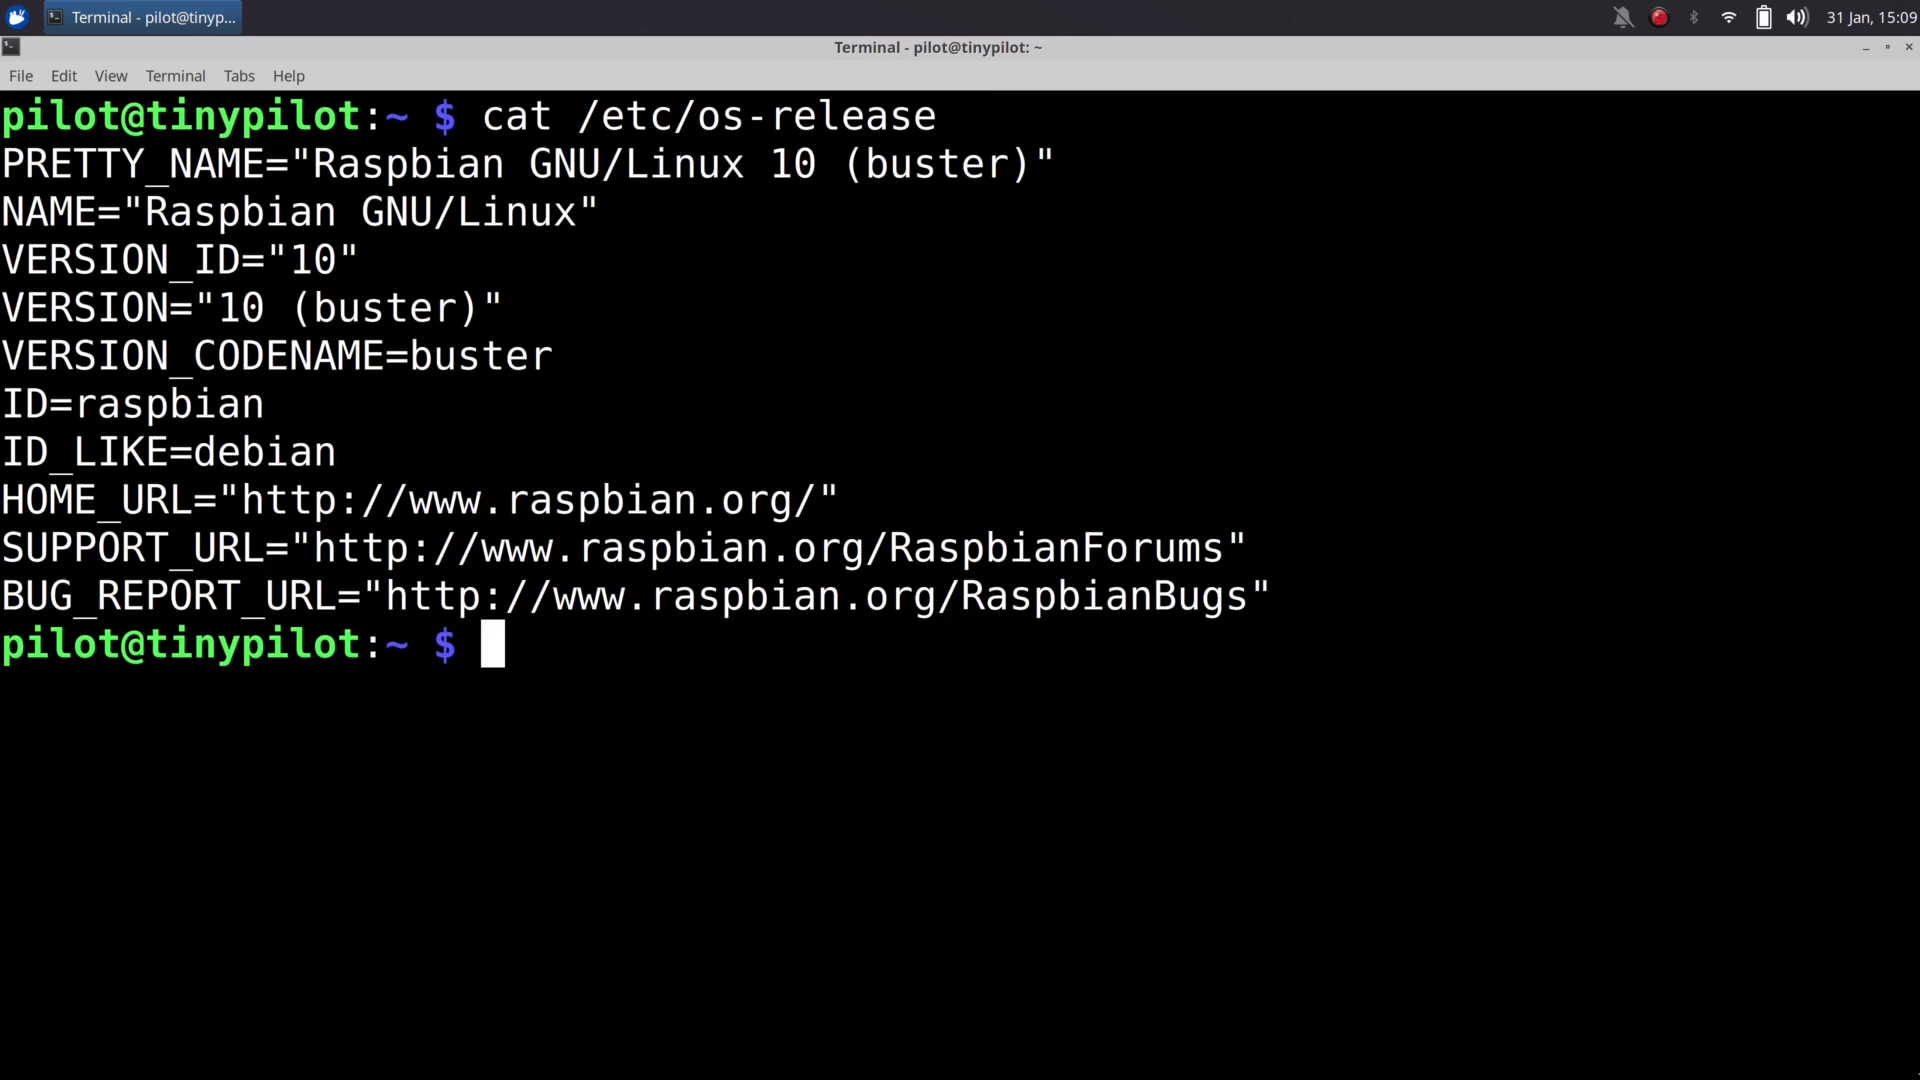 Terminal - pilot@tinyp...
31 Jan, 15:09
Terminal - pilot@tinypilot: ~
File Edit View Terminal Tabs Help
pilot@tinypilot:~ $ cat /etc/os-release
PRETTY_NAME="Raspbian GNU/Linux 10 (buster)"
NAME="Raspbian GNU/Linux"
VERSION_ID="10"
VERSION="10 (buster)"
VERSION_CODENAME=buster
ID=raspbian
ID_LIKE=debian
HOME_URL="http://www.raspbian.org/"
SUPPORT_URL="http://www.raspbian.org/RaspbianForums"
BUG_REPORT_URL="http://www.raspbian.org/RaspbianBugs"
pilot@tinypilot:~ $